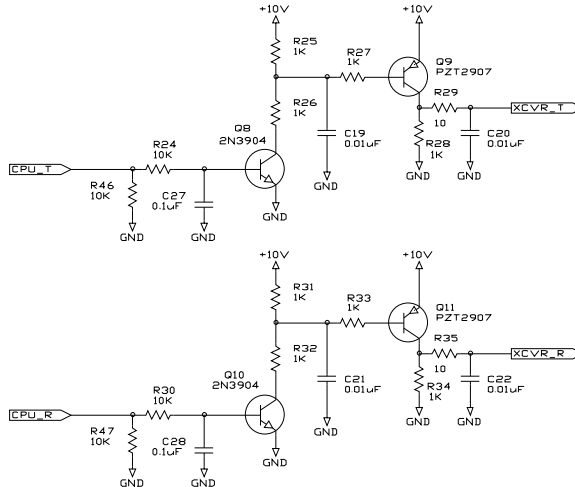 +10V
+10V
R25
1K
R27
1K
Q9
PZT2907
R26
1K
R29
10
XCVR_T
Q8
2N3904
C19
0.01uF
R28
1K
C20
0.01uF
R24
10K
CPU_T
R46
10K
C27
0.1uF
GND
GND
GND
GND
GND
GND
+10V
+10V
R31
1K
R33
1K
Q11
PZT2907
R32
1K
R35
10
XCVR_R
Q10
2N3904
C21
0.01uF
R34
1K
C22
0.01uF
R30
10K
CPU_R
R47
10K
C28
0.1uF
GND
GND
GND
GND
GND
GND